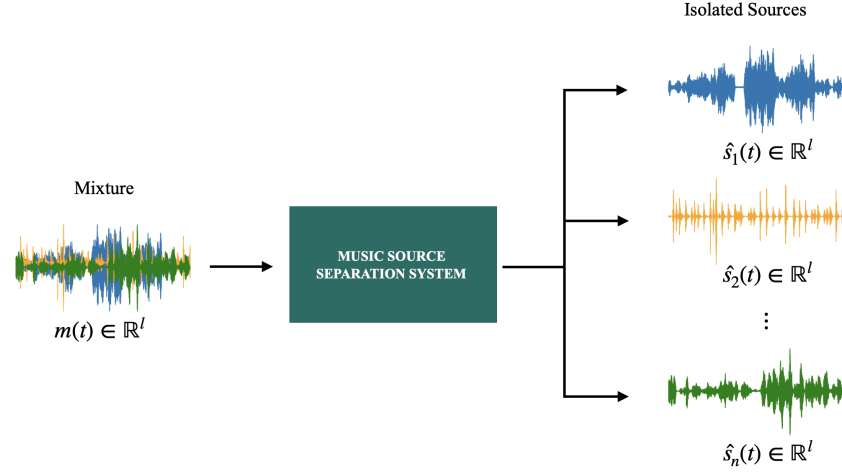 Isolated Sources
ŝ₁(t) ∈ ℝˡ
Mixture
MUSIC SOURCE
SEPARATION SYSTEM
m(t) ∈ ℝˡ
ŝ₂(t) ∈ ℝˡ
⋮
ŝₙ(t) ∈ ℝˡ